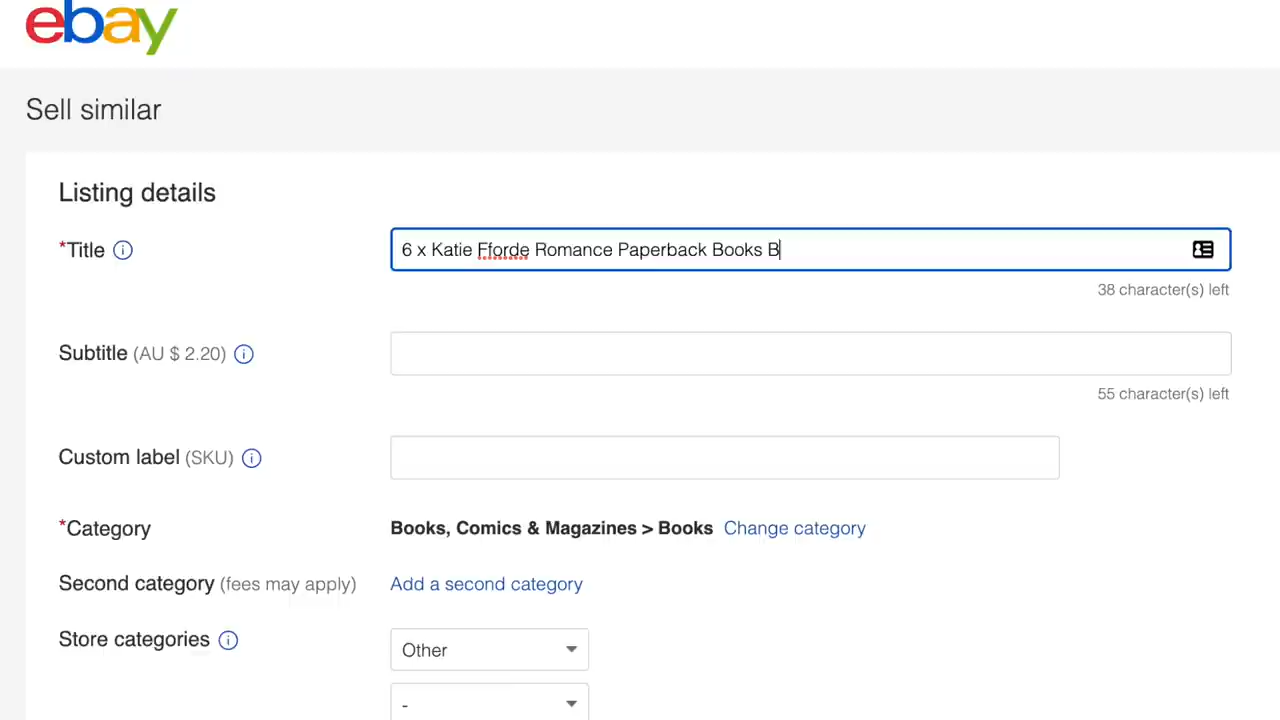 ebay
Sell similar
Listing details
*Title
6 x Katie Fforde Romance Paperback Books B
38 character(s) left
Subtitle (AU $ 2.20)
55 character(s) left
Custom label (SKU)
*Category
Books, Comics & Magazines > Books Change category
Second category (fees may apply)
Add a second category
Store categories
Other
-